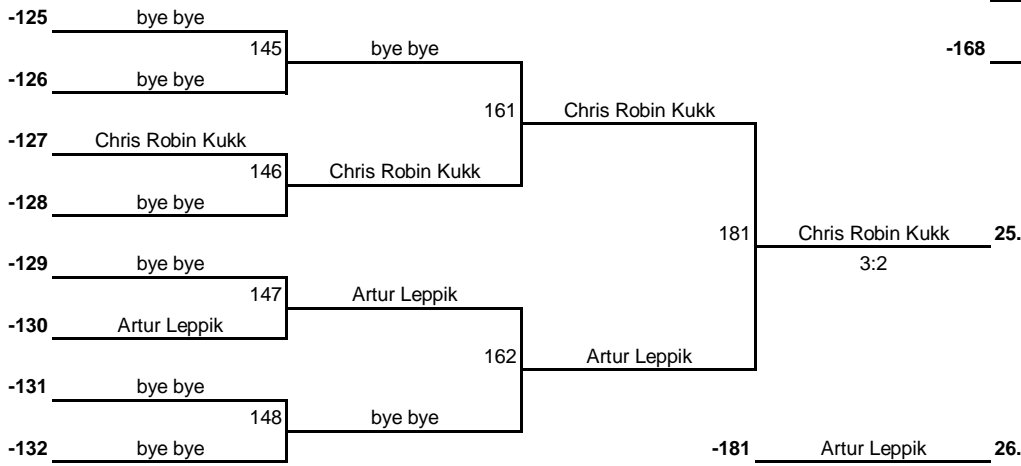 -125 bye bye
145 bye bye -168
-126 bye bye
161 Chris Robin Kukk
-127 Chris Robin Kukk
146 Chris Robin Kukk
-128 bye bye
181 Chris Robin Kukk 25.
-129 bye bye 3:2
147 Artur Leppik
-130 Artur Leppik
162 Artur Leppik
-131 bye bye
148 bye bye
-132 bye bye -181 Artur Leppik 26.